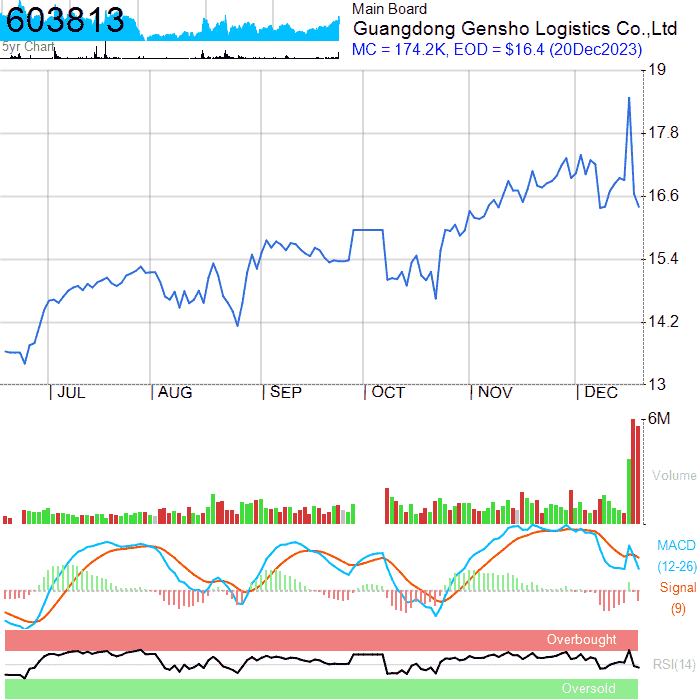 603813
Main Board
Guangdong Gensho Logistics Co.,Ltd
5yr Chart
MC = 174.2K, EOD = $16.4 (20Dec2023)
19
17.8
16.6
15.4
14.2
13
JUL AUG SEP OCT NOV DEC
6M
Volume
MACD
(12-26)
Signal
(9)
Overbought
RSI(14)
Oversold